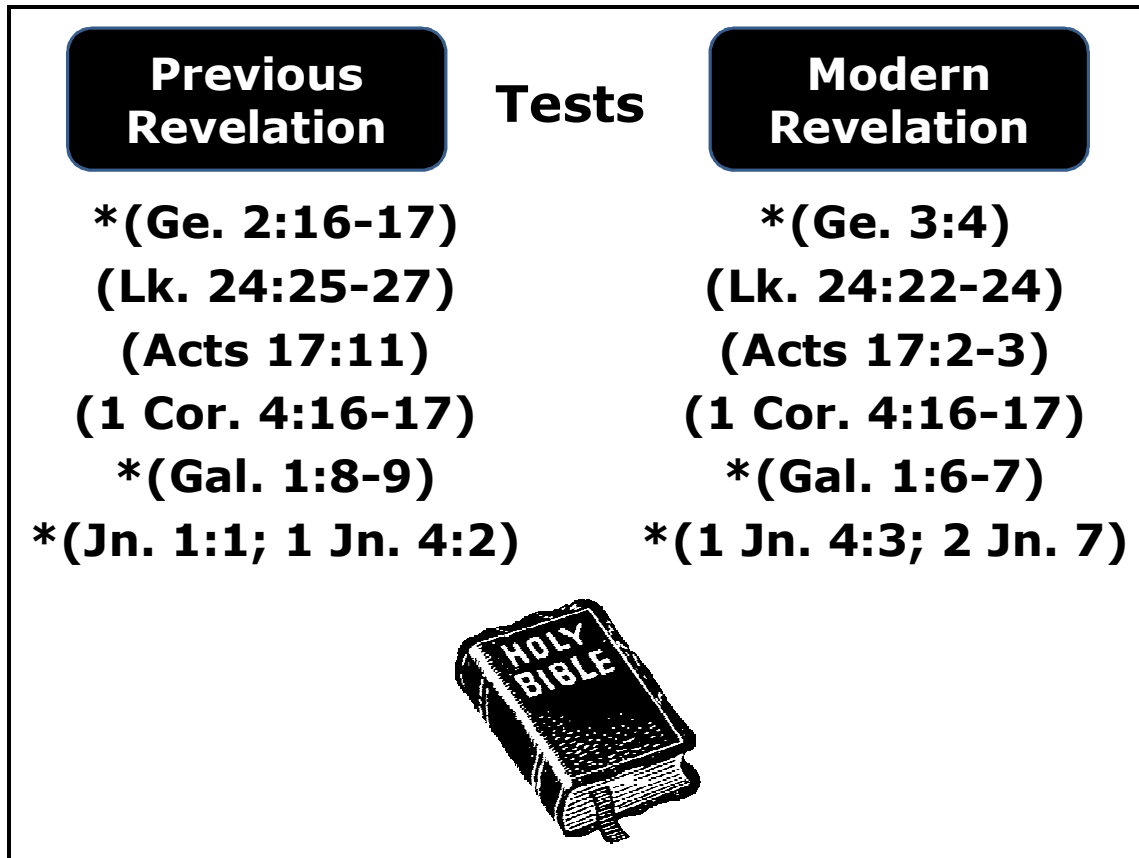 Previous
Revelation
Tests
Modern
Revelation
*(Ge. 2:16-17)
*(Ge. 3:4)
(Lk. 24:25-27)
(Lk. 24:22-24)
(Acts 17:11)
(Acts 17:2-3)
(1 Cor. 4:16-17)
(1 Cor. 4:16-17)
*(Gal. 1:8-9)
*(Gal. 1:6-7)
*(Jn. 1:1; 1 Jn. 4:2)
*(1 Jn. 4:3; 2 Jn. 7)
HOLY
BIBLE